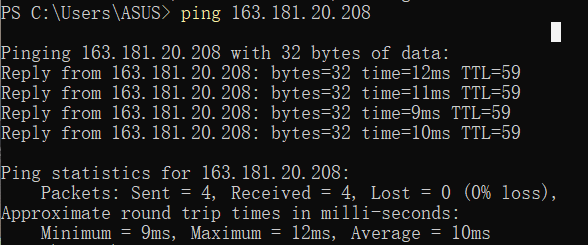 PS C:\Users\ASUS> ping 163.181.20.208
Pinging 163.181.20.208 with 32 bytes of data:
Reply from 163.181.20.208: bytes=32 time=12ms TTL=59
Reply from 163.181.20.208: bytes=32 time=11ms TTL=59
Reply from 163.181.20.208: bytes=32 time=9ms TTL=59
Reply from 163.181.20.208: bytes=32 time=10ms TTL=59
Ping statistics for 163.181.20.208:
Packets: Sent = 4, Received = 4, Lost = 0 (0% loss),
Approximate round trip times in milli-seconds:
Minimum = 9ms, Maximum = 12ms, Average = 10ms